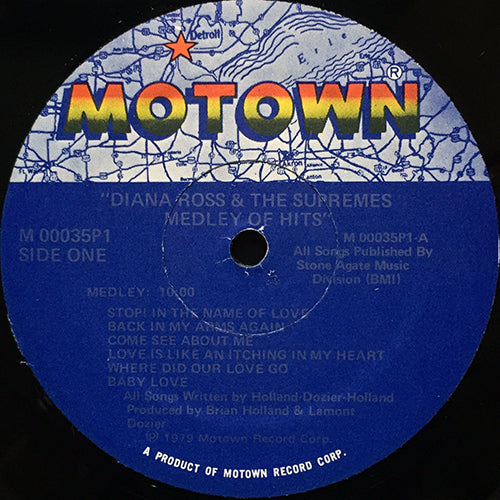 Detroit
Erie
MOTOWN®
Akron
Canton
"DIANA ROSS & THE SUPREMES
MEDLEY OF HITS"
M 00035P1
SIDE ONE
M 00035P1-A
All Songs Published By
Stone Agate Music
Division (BMI)
MEDLEY: 10:00
STOP! IN THE NAME OF LOVE
BACK IN MY ARMS AGAIN
COME SEE ABOUT ME
LOVE IS LIKE AN ITCHING IN MY HEART
WHERE DID OUR LOVE GO
BABY LOVE
All Songs Written by Holland-Dozier-Holland
Produced by Brian Holland & Lamont
Dozier
℗ 1979 Motown Record Corp.
A PRODUCT OF MOTOWN RECORD CORP.